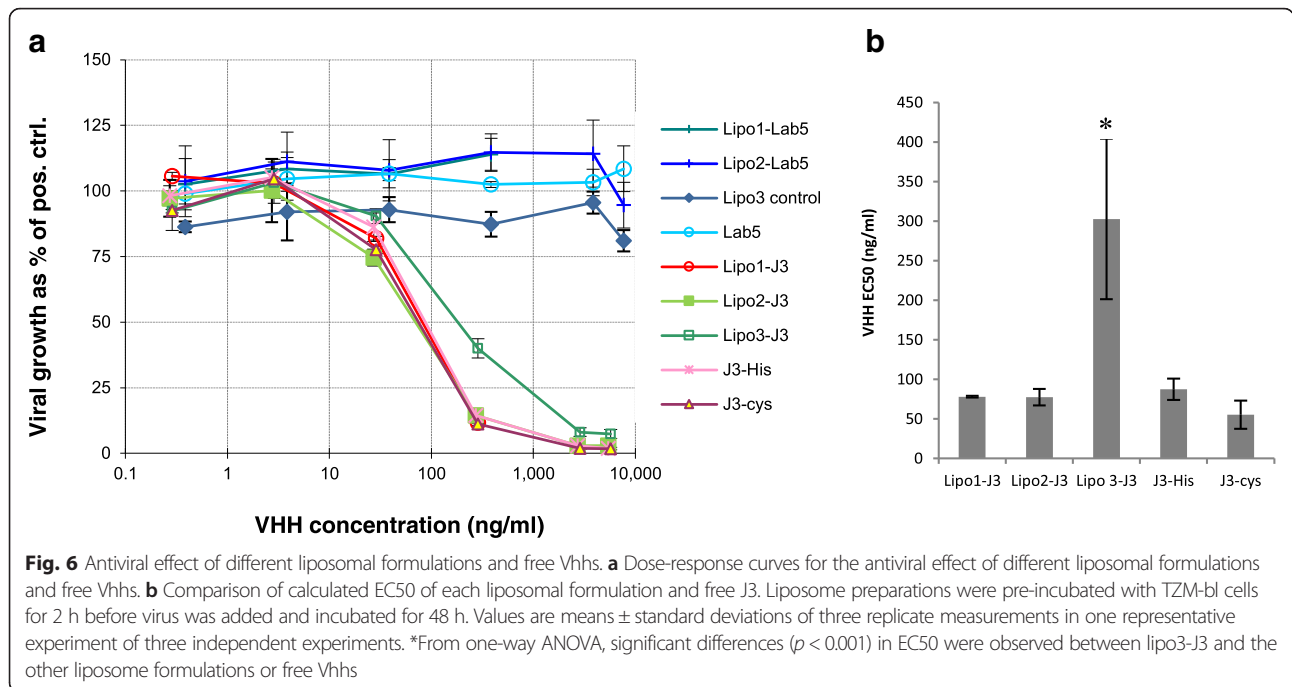 a
150
125
100
75
50
25
0
0.1 1 10 100 1,000 10,000
Viral growth as % of pos. ctrl.
VHH concentration (ng/ml)
Lipo1-Lab5
Lipo2-Lab5
Lipo3 control
Lab5
Lipo1-J3
Lipo2-J3
Lipo3-J3
J3-His
J3-cys
b
450
400
350
300
250
200
150
100
50
0
VHH EC50 (ng/ml)
*
Lipo1-J3 Lipo2-J3 Lipo 3-J3 J3-His J3-cys
Fig. 6 Antiviral effect of different liposomal formulations and free Vhhs. a Dose-response curves for the antiviral effect of different liposomal formulations
and free Vhhs. b Comparison of calculated EC50 of each liposomal formulation and free J3. Liposome preparations were pre-incubated with TZM-bl cells
for 2 h before virus was added and incubated for 48 h. Values are means ± standard deviations of three replicate measurements in one representative
experiment of three independent experiments. *From one-way ANOVA, significant differences (p < 0.001) in EC50 were observed between lipo3-J3 and the
other liposome formulations or free Vhhs